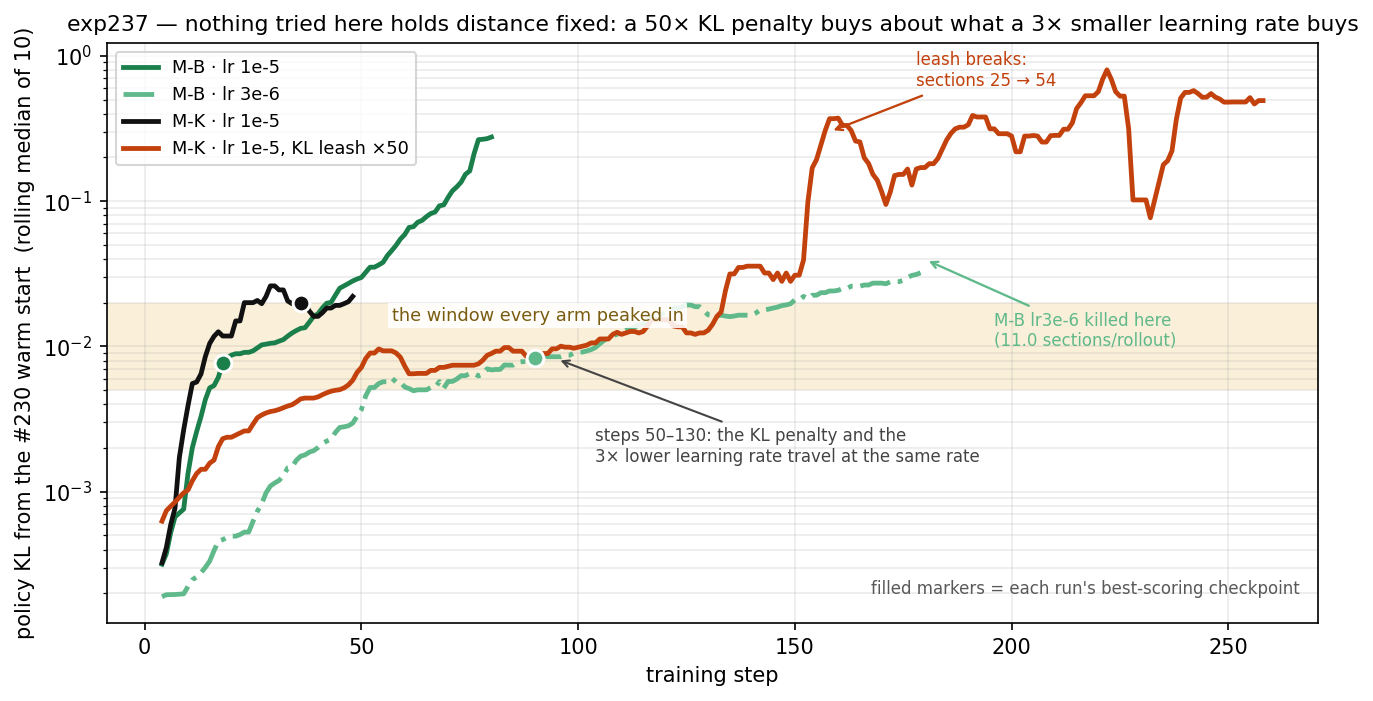 exp237 — nothing tried here holds distance fixed: a 50× KL penalty buys about what a 3× smaller learning rate buys
policy KL from the #230 warm start (rolling median of 10)
10⁰
10⁻¹
10⁻²
10⁻³
M-B · lr 1e-5
M-B · lr 3e-6
M-K · lr 1e-5
M-K · lr 1e-5, KL leash ×50
leash breaks:
sections 25 → 54
the window every arm peaked in
M-B lr3e-6 killed here
(11.0 sections/rollout)
steps 50–130: the KL penalty and the
3× lower learning rate travel at the same rate
filled markers = each run's best-scoring checkpoint
0
50
100
150
200
250
training step